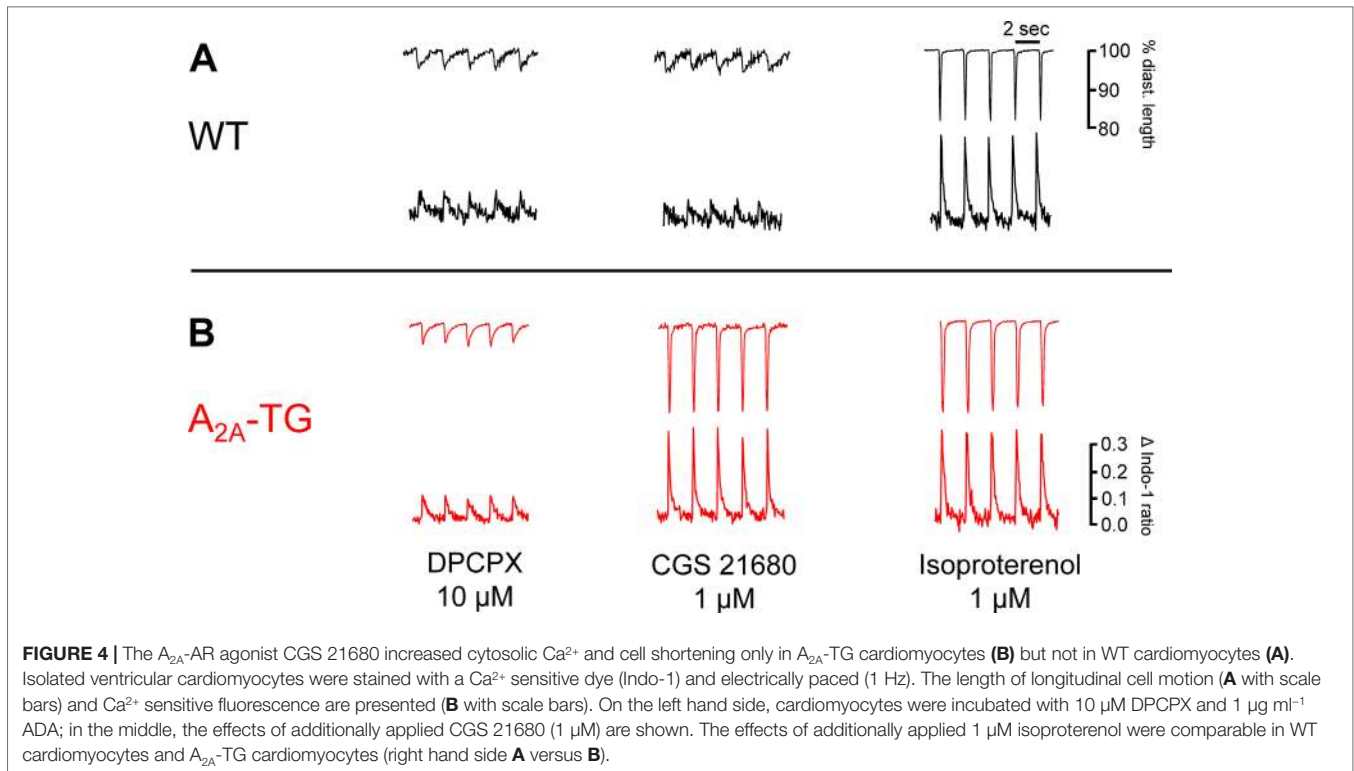 A
WT
2 sec
100
90
80
% diast. length
B
A2A-TG
0.3
0.2
0.1
0.0
Δ Indo-1 ratio
DPCPX
10 µM
CGS 21680
1 µM
Isoproterenol
1 µM
FIGURE 4 | The A2A-AR agonist CGS 21680 increased cytosolic Ca²⁺ and cell shortening only in A2A-TG cardiomyocytes (B) but not in WT cardiomyocytes (A).
Isolated ventricular cardiomyocytes were stained with a Ca²⁺ sensitive dye (Indo-1) and electrically paced (1 Hz). The length of longitudinal cell motion (A with scale
bars) and Ca²⁺ sensitive fluorescence are presented (B with scale bars). On the left hand side, cardiomyocytes were incubated with 10 µM DPCPX and 1 µg ml⁻¹
ADA; in the middle, the effects of additionally applied CGS 21680 (1 µM) are shown. The effects of additionally applied 1 µM isoproterenol were comparable in WT
cardiomyocytes and A2A-TG cardiomyocytes (right hand side A versus B).